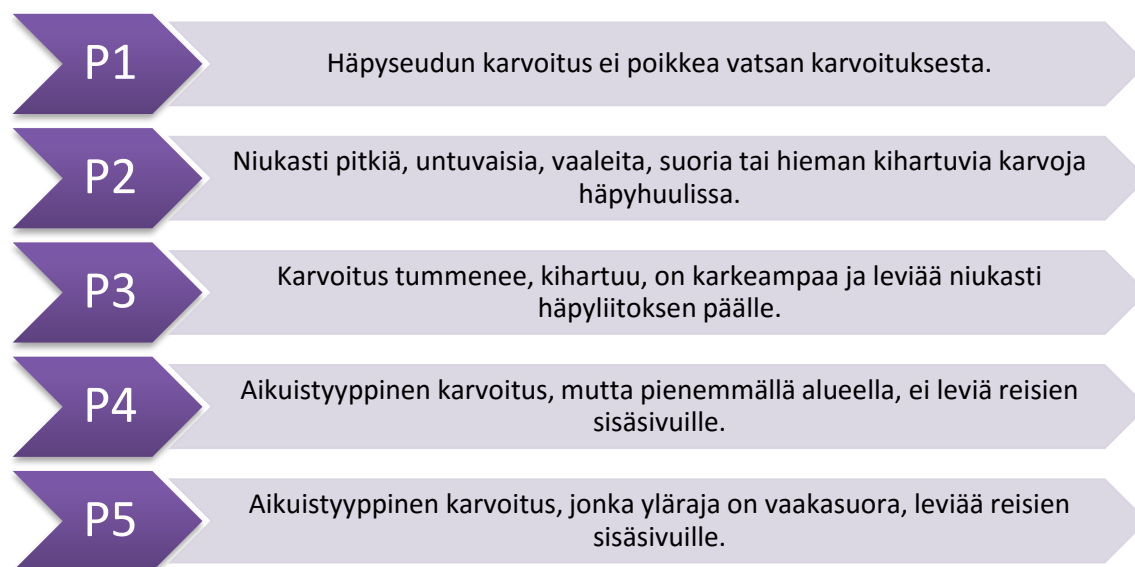 P1
Häpyseudun karvoitus ei poikkea vatsan karvoituksesta.
P2
Niukasti pitkiä, untuvaisia, vaaleita, suoria tai hieman kihartuvia karvoja
häpyhuulissa.
P3
Karvoitus tummenee, kihartuu, on karkeampaa ja leviää niukasti
häpyliitoksen päälle.
P4
Aikuistyyppinen karvoitus, mutta pienemmällä alueella, ei leviä reisien
sisäsivuille.
P5
Aikuistyyppinen karvoitus, jonka yläraja on vaakasuora, leviää reisien
sisäsivuille.